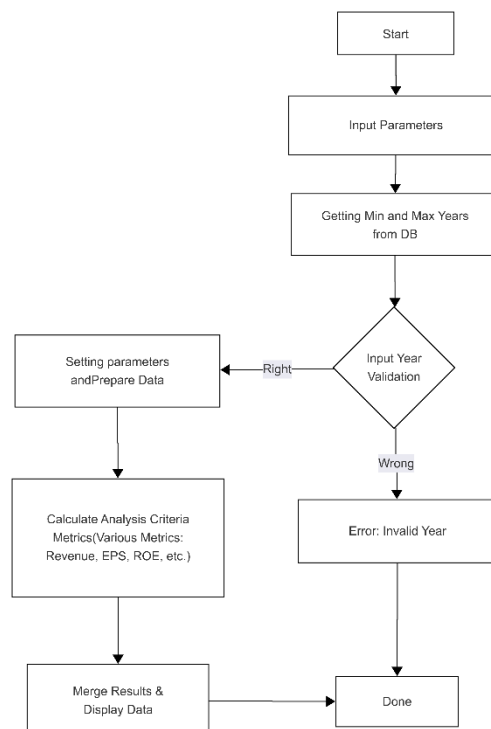 Start
Input Parameters
Getting Min and Max Years
from DB
Input Year
Validation
Right
Setting parameters
andPrepare Data
Wrong
Calculate Analysis Criteria
Metrics(Various Metrics:
Revenue, EPS, ROE, etc.)
Error: Invalid Year
Merge Results &
Display Data
Done